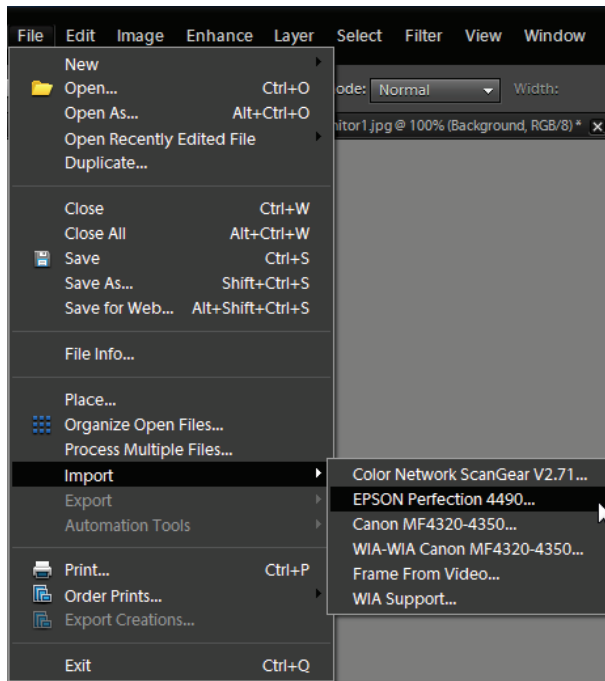 File Edit Image Enhance Layer Select Filter View Window
ode: Normal Width:
nitor1.jpg @ 100% (Background, RGB/8) *
New
Open... Ctrl+O
Open As... Alt+Ctrl+O
Open Recently Edited File
Duplicate...
Close Ctrl+W
Close All Alt+Ctrl+W
Save Ctrl+S
Save As... Shift+Ctrl+S
Save for Web... Alt+Shift+Ctrl+S
File Info...
Place...
Organize Open Files...
Process Multiple Files...
Import
Export
Automation Tools
Print... Ctrl+P
Order Prints...
Export Creations...
Exit Ctrl+Q
Color Network ScanGear V2.71...
EPSON Perfection 4490...
Canon MF4320-4350...
WIA-WIA Canon MF4320-4350...
Frame From Video...
WIA Support...